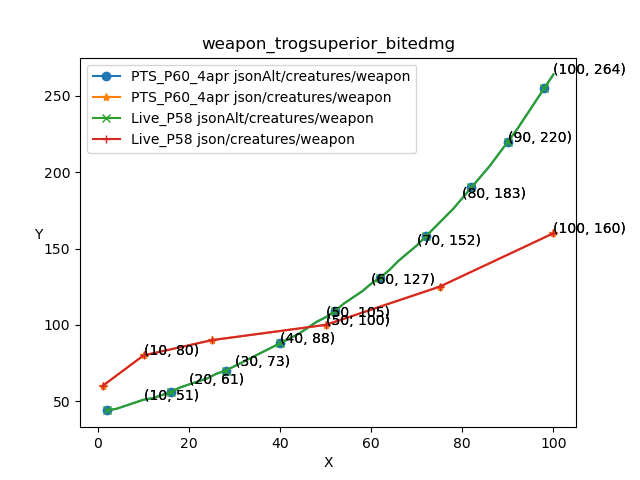 weapon_trogsuperior_bitedmg
PTS_P60_4apr jsonAlt/creatures/weapon
PTS_P60_4apr json/creatures/weapon
Live_P58 jsonAlt/creatures/weapon
Live_P58 json/creatures/weapon
(100, 264)
250
(90, 220)
200
(80, 183)
Y
(100, 160)
150
(70, 152)
(60, 127)
(50, 105)
(50, 100)
100
(40, 88)
(10, 80)
(30, 73)
(20, 61)
(10, 51)
50
0 20 40 60 80 100
X